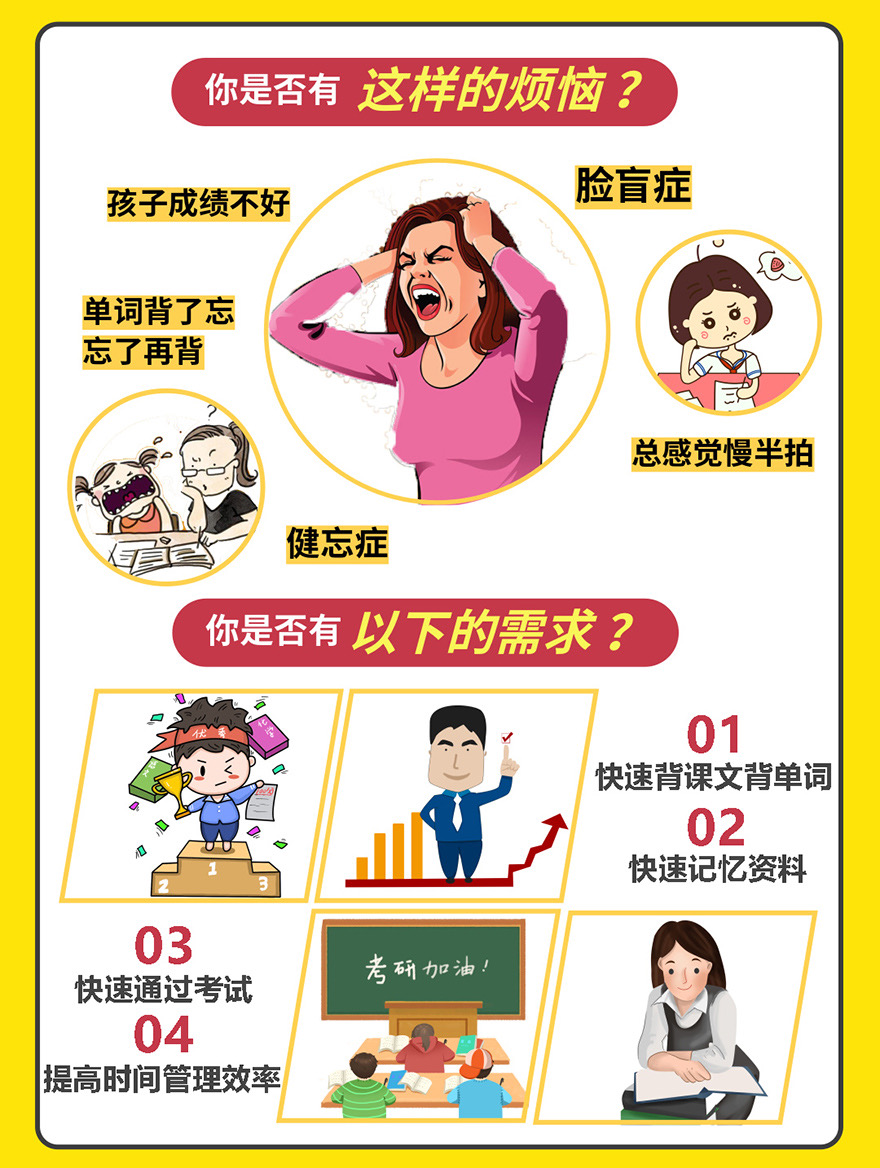 你是否有 这样的烦恼？
孩子成绩不好
脸盲症
单词背了忘
忘了再背
总感觉慢半拍
?
健忘症
你是否有 以下的需求？
化学
1
2
3
01
快速背课文背单词
02
快速记忆资料
03
快速通过考试
04
提高时间管理效率
考研加油！